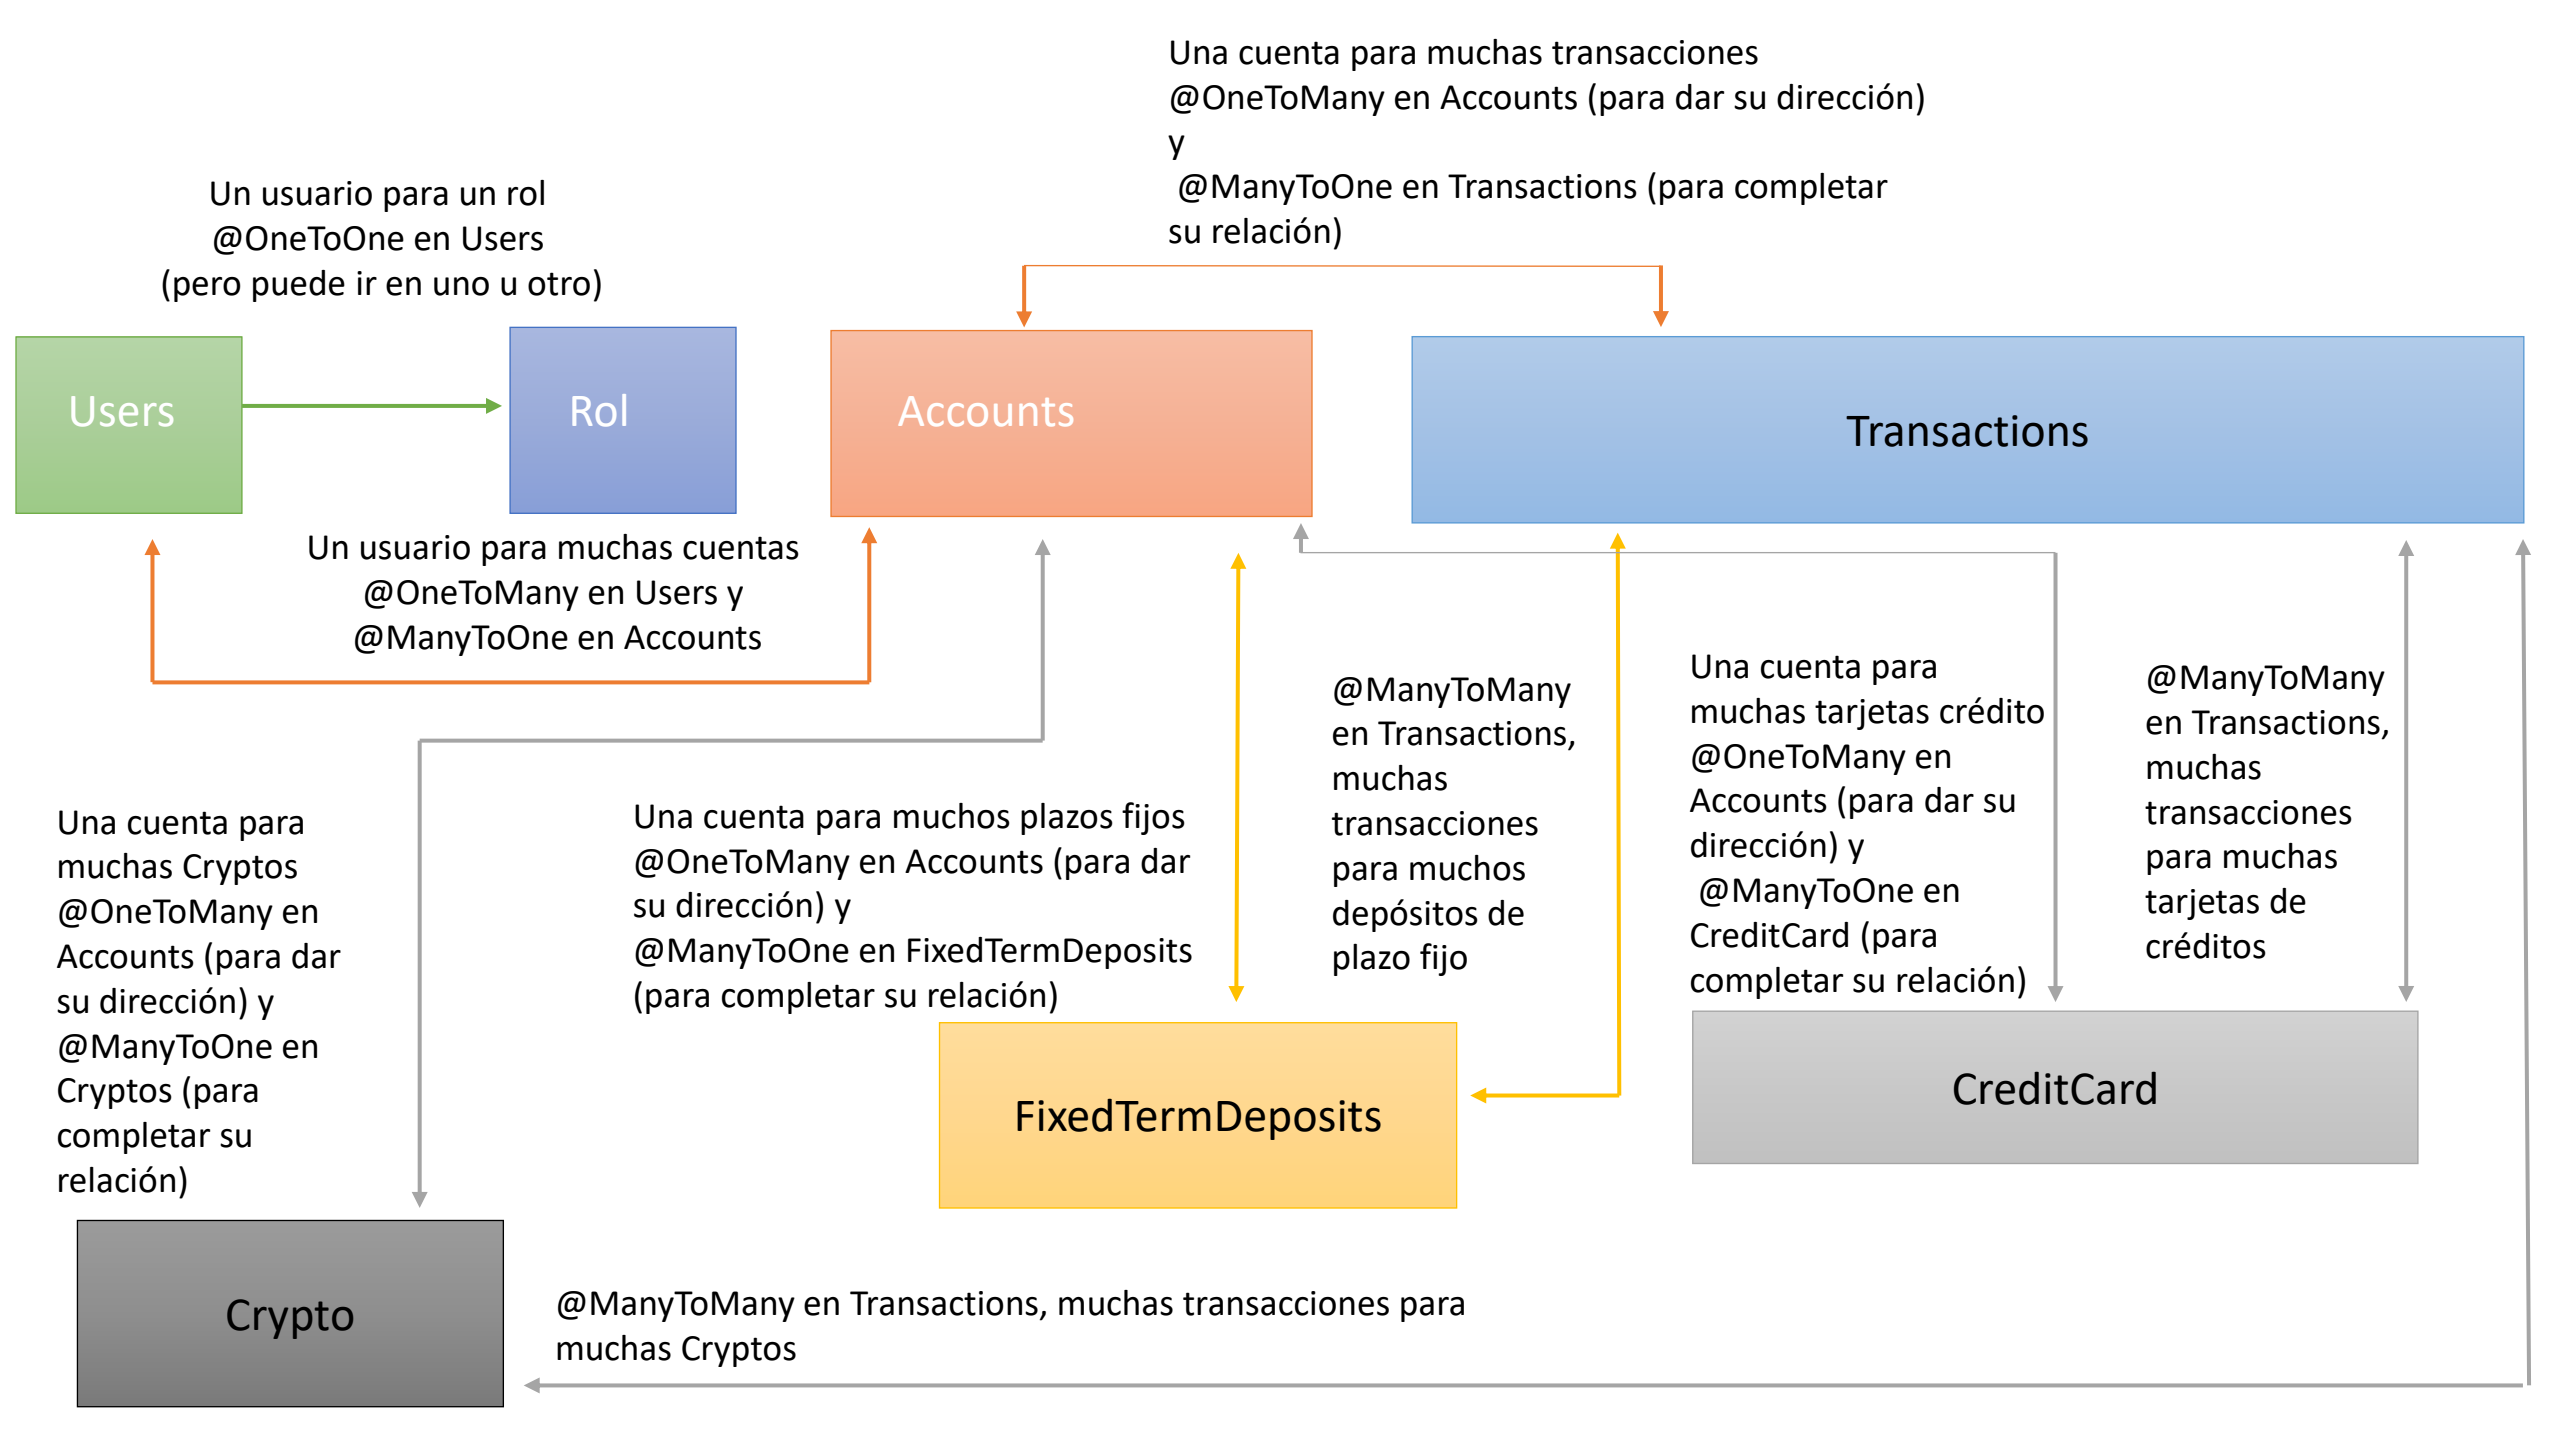 Una cuenta para muchas transacciones
@OneToMany en Accounts (para dar su dirección)
y
@ManyToOne en Transactions (para completar
su relación)
Un usuario para un rol
@OneToOne en Users
(pero puede ir en uno u otro)
Users
Rol
Accounts
Transactions
Un usuario para muchas cuentas
@OneToMany en Users y
@ManyToOne en Accounts
Una cuenta para
muchas Cryptos
@OneToMany en
Accounts (para dar
su dirección) y
@ManyToOne en
Cryptos (para
completar su
relación)
Una cuenta para muchos plazos fijos
@OneToMany en Accounts (para dar
su dirección) y
@ManyToOne en FixedTermDeposits
(para completar su relación)
@ManyToMany
en Transactions,
muchas
transacciones
para muchos
depósitos de
plazo fijo
Una cuenta para
muchas tarjetas crédito
@OneToMany en
Accounts (para dar su
dirección) y
@ManyToOne en
CreditCard (para
completar su relación)
@ManyToMany
en Transactions,
muchas
transacciones
para muchas
tarjetas de
créditos
FixedTermDeposits
CreditCard
Crypto
@ManyToMany en Transactions, muchas transacciones para
muchas Cryptos